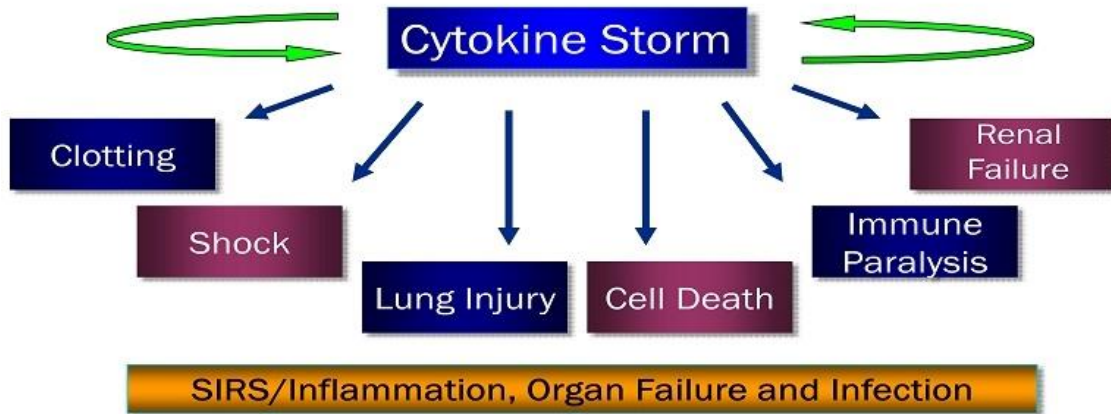 Cytokine Storm
Clotting
Shock
Lung Injury
Cell Death
Immune
Paralysis
Renal
Failure
SIRS/Inflammation, Organ Failure and Infection